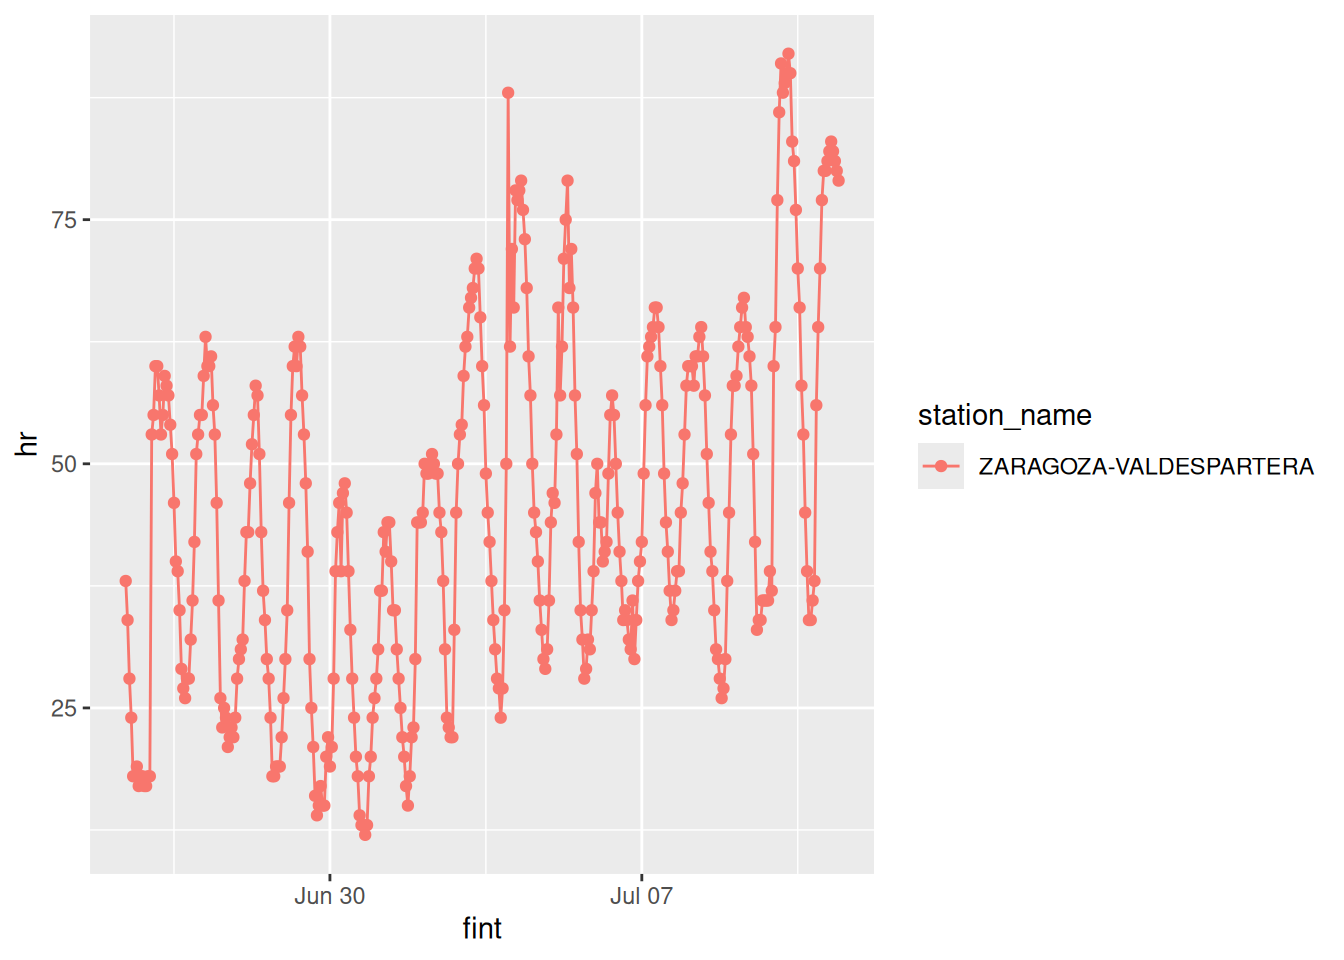 hr
75
50
25
Jun 30
Jul 07
fint
station_name
ZARAGOZA-VALDESPARTERA